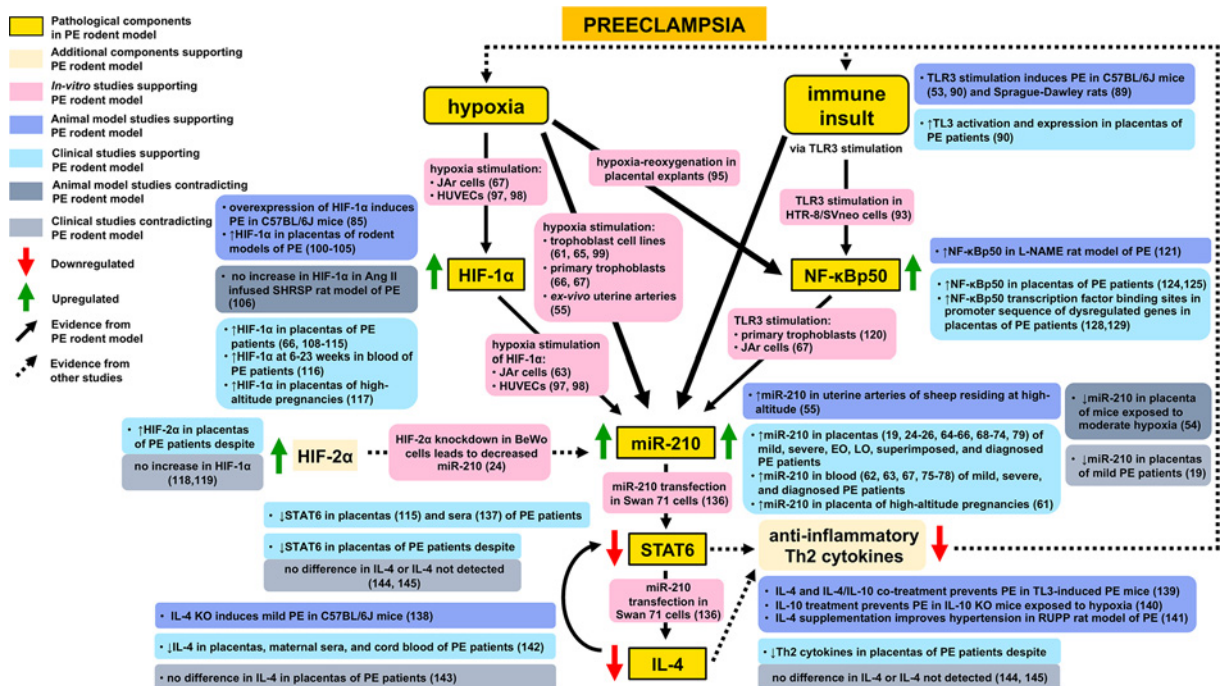 PREECLAMPSIA
Pathological components
in PE rodent model
Additional components supporting
PE rodent model
In-vitro studies supporting
PE rodent model
Animal model studies supporting
PE rodent model
Clinical studies supporting
PE rodent model
Animal model studies contradicting
PE rodent model
Clinical studies contradicting
PE rodent model
Downregulated
Upregulated
Evidence from
PE rodent model
Evidence from
other studies
hypoxia
immune
insult
via TLR3 stimulation
• TLR3 stimulation induces PE in C57BL/6J mice
(53, 90) and Sprague-Dawley rats (89)
• ↑TL3 activation and expression in placentas of
PE patients (90)
hypoxia stimulation:
• JAr cells (67)
• HUVECs (97, 98)
hypoxia-reoxygenation in
placental explants (95)
TLR3 stimulation in
HTR-8/SVneo cells (93)
• overexpression of HIF-1α induces
PE in C57BL/6J mice (85)
• ↑HIF-1α in placentas of rodent
models of PE (100-105)
• no increase in HIF-1α in Ang II
infused SHRSP rat model of PE
(106)
• ↑HIF-1α in placentas of PE
patients (66, 108-115)
• ↑HIF-1α at 6-23 weeks in blood of
PE patients (116)
• ↑HIF-1α in placentas of high-
altitude pregnancies (117)
HIF-1α
hypoxia stimulation:
• trophoblast cell lines
(61, 65, 99)
• primary trophoblasts
(66, 67)
• ex-vivo uterine arteries
(55)
NF-κBp50
• ↑NF-κBp50 in L-NAME rat model of PE (121)
• ↑NF-κBp50 in placentas of PE patients (124,125)
• ↑NF-κBp50 transcription factor binding sites in
promoter sequence of dysregulated genes in
placentas of PE patients (128,129)
hypoxia stimulation
of HIF-1α:
• JAr cells (63)
• HUVECs (97, 98)
TLR3 stimulation:
• primary trophoblasts (120)
• JAr cells (67)
• ↑HIF-2α in placentas
of PE patients despite
no increase in HIF-1α
(118,119)
HIF-2α
HIF-2α knockdown in BeWo
cells leads to decreased
miR-210 (24)
miR-210
• ↑miR-210 in uterine arteries of sheep residing at high-
altitude (55)
• ↑miR-210 in placentas (19, 24-26, 64-66, 68-74, 79) of
mild, severe, EO, LO, superimposed, and diagnosed
PE patients
• ↑miR-210 in blood (62, 63, 67, 75-78) of mild, severe,
and diagnosed PE patients
• ↑miR-210 in placenta of high-altitude pregnancies (61)
• ↓miR-210 in placenta
of mice exposed to
moderate hypoxia (54)
• ↓miR-210 in placentas
of mild PE patients (19)
miR-210 transfection
in Swan 71 cells (136)
• ↓STAT6 in placentas (115) and sera (137) of PE patients
• ↓STAT6 in placentas of PE patients despite
no difference in IL-4 or IL-4 not detected
(144, 145)
STAT6
anti-inflammatory
Th2 cytokines
miR-210
transfection in
Swan 71 cells (136)
• IL-4 KO induces mild PE in C57BL/6J mice (138)
• ↓IL-4 in placentas, maternal sera, and cord blood of PE patients (142)
• no difference in IL-4 in placentas of PE patients (143)
IL-4
• IL-4 and IL-4/IL-10 co-treatment prevents PE in TL3-induced PE mice (139)
• IL-10 treatment prevents PE in IL-10 KO mice exposed to hypoxia (140)
• IL-4 supplementation improves hypertension in RUPP rat model of PE (141)
• ↓Th2 cytokines in placentas of PE patients despite
no difference in IL-4 or IL-4 not detected (144, 145)